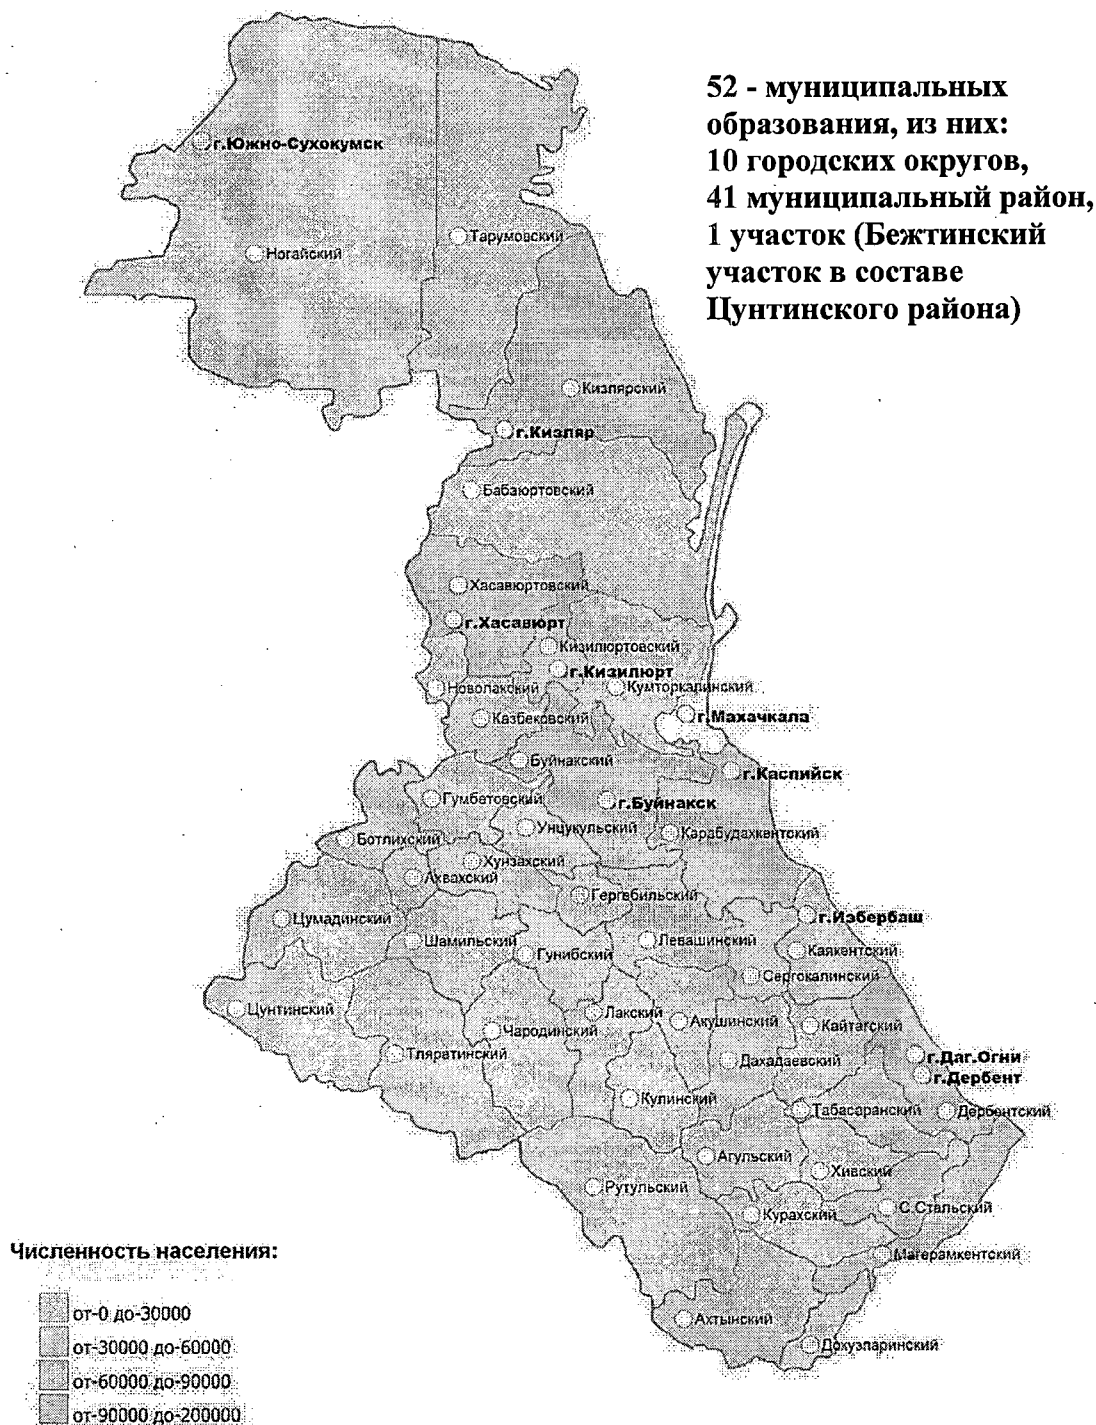 52 - муниципальных
образования, из них:
10 городских округов,
41 муниципальный район,
1 участок (Бежтинский
участок в составе
Цунтинского района)
г.Южно-Сухокумск
Тарумовский
Ногайский
Кизлярский
г.Кизляр
Бабаюртовский
Хасавюртовский
г.Хасавюрт
Кизилюртовский
г.Кизилюрт
Новолакский
Кумторкалинский
г.Махачкала
Казбековский
Буйнакский
г.Каспийск
Гумбетовский
г.Буйнакск
Унцукульский
Карабудахкентский
Ботлихский
Хунзахский
Ахвахский
Гергебильский
Цумадинский
г.Избербаш
Шамильский
Гунибский
Левашинский
Каякентский
Сергокалинский
Цунтинский
Лакский
Чародинский
Акушинский
Кайтагский
Тляратинский
Дахадаевский
г.Даг.Огни
г.Дербент
Кулинский
Табасаранский
Дербентский
Агульский
Хивский
Рутульский
Курахский
С.Стальский
Магерамкентский
Ахтынский
Докузпаринский
Численность населения:
от-0 до-30000
от-30000 до-60000
от-60000 до-90000
от-90000 до-200000